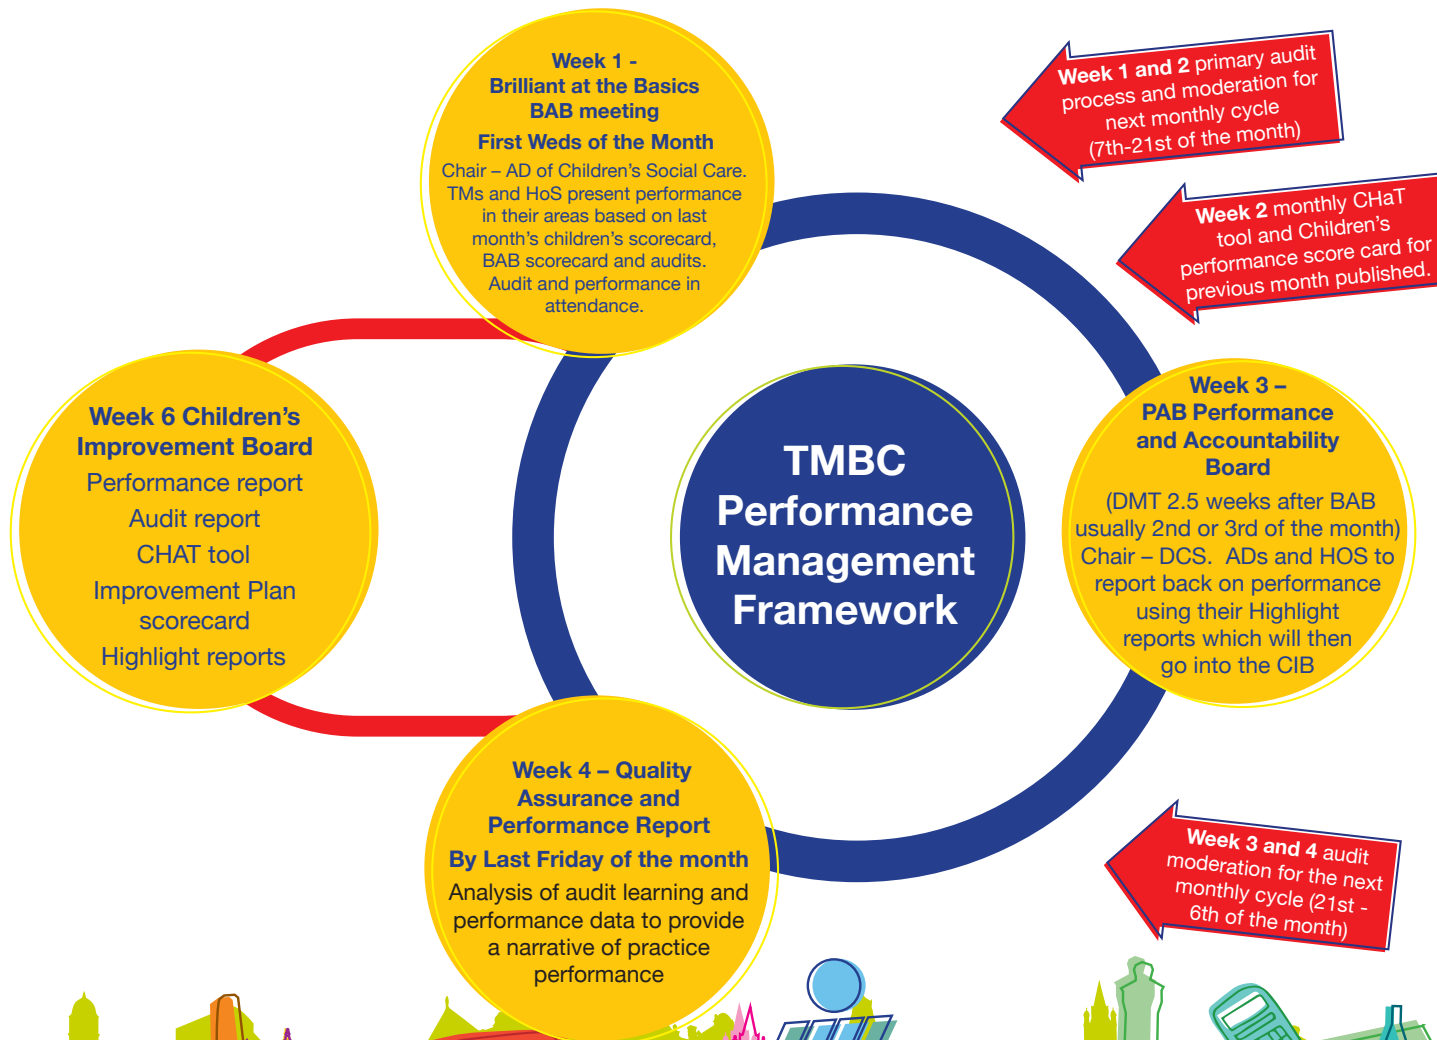 Week 1 -
Brilliant at the Basics
BAB meeting
First Weds of the Month
Chair – AD of Children’s Social Care.
TMs and HoS present performance
in their areas based on last
month’s children’s scorecard,
BAB scorecard and audits.
Audit and performance in
attendance.
Week 1 and 2 primary audit
process and moderation for
next monthly cycle
(7th-21st of the month)
Week 2 monthly CHaT
tool and Children’s
performance score card for
previous month published.
Week 3 –
PAB Performance
and Accountability
Board
(DMT 2.5 weeks after BAB
usually 2nd or 3rd of the month)
Chair – DCS.  ADs and HOS to
report back on performance
using their Highlight
reports which will then
go into the CIB
TMBC
Performance
Management
Framework
Week 6 Children’s
Improvement Board
Performance report
Audit report
CHAT tool
Improvement Plan
scorecard
Highlight reports
Week 4 – Quality
Assurance and
Performance Report
By Last Friday of the month
Analysis of audit learning and
performance data to provide
a narrative of practice
performance
Week 3 and 4 audit
moderation for the next
monthly cycle (21st -
6th of the month)